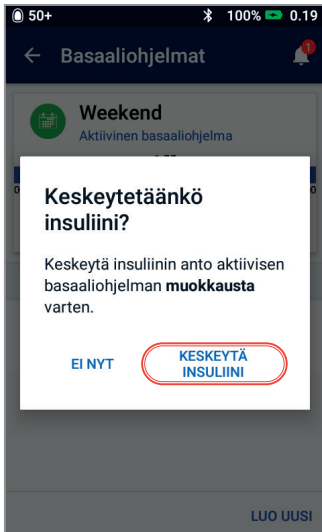 50+ 100% 0.19
Basaaliohjelmat 1
Weekend
Aktiivinen basaaliohjelma
Keskeytetäänkö
insuliini?
Keskeytä insuliinin anto aktiivisen
basaaliohjelman muokkausta
varten.
EI NYT
KESKEYTÄ
INSULIINI
LUO UUSI